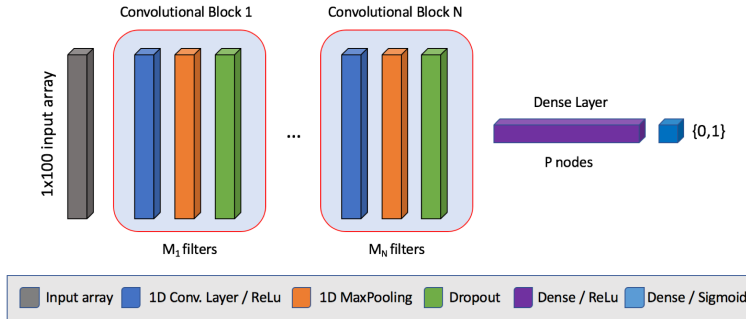 Convolutional Block 1
Convolutional Block N
1x100 input array
...
Dense Layer
{0,1}
P nodes
M₁ filters
Mₙ filters
Input array
1D Conv. Layer / ReLu
1D MaxPooling
Dropout
Dense / ReLu
Dense / Sigmoid